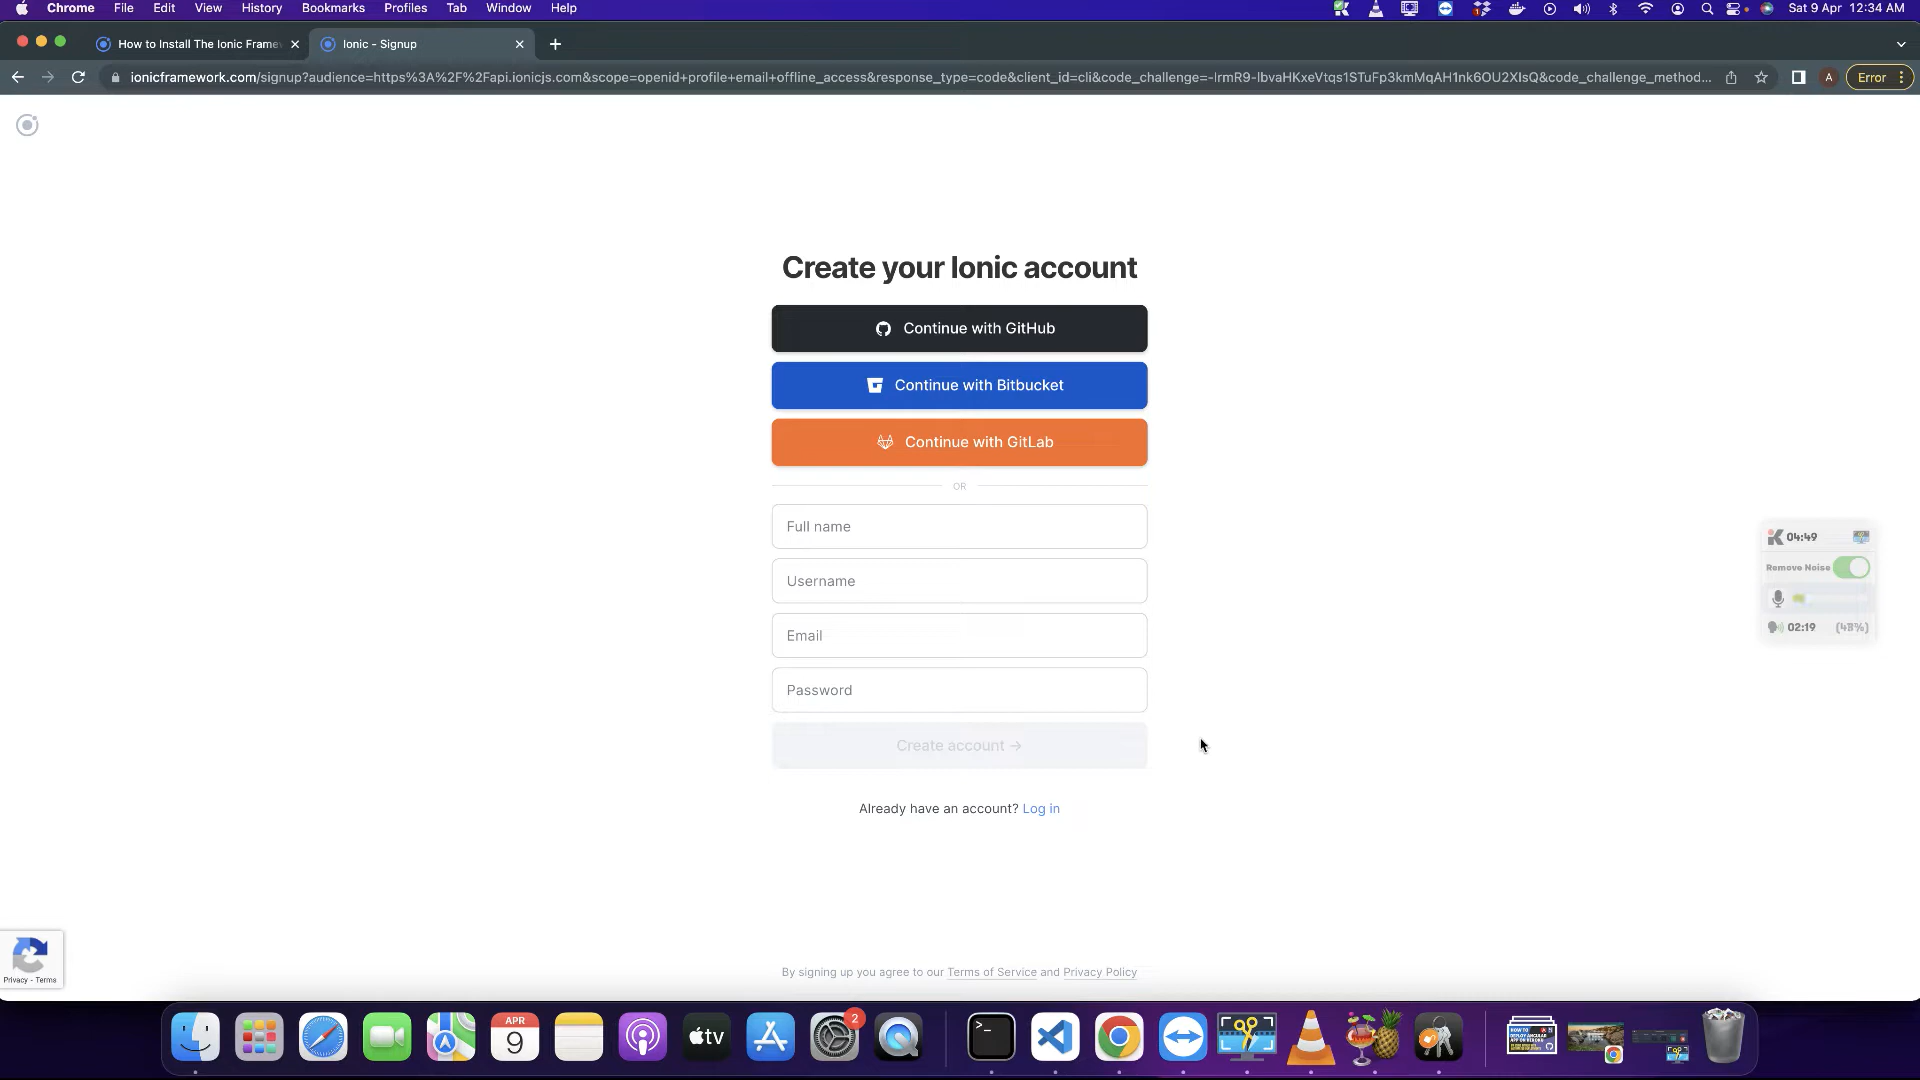 Chrome File Edit View History Bookmarks Profiles Tab Window Help
Sat 9 Apr 12:34 AM
How to Install The Ionic Frame
Ionic - Signup
ionicframework.com/signup?audience=https%3A%2F%2Fapi.ionicjs.com&scope=openid+profile+email+offline_access&response_type=code&client_id=cli&code_challenge=-lrmR9-lbvaHKxeVtqs1STuFp3kmMqAH1nk6OU2XIsQ&code_challenge_method...
A
Error
Create your Ionic account
Continue with GitHub
Continue with Bitbucket
Continue with GitLab
OR
Full name
Username
Email
Password
Create account →
Already have an account? Log in
04:49
Remove Noise
02:19 (48%)
Privacy - Terms
By signing up you agree to our Terms of Service and Privacy Policy
APR
9
tv
2